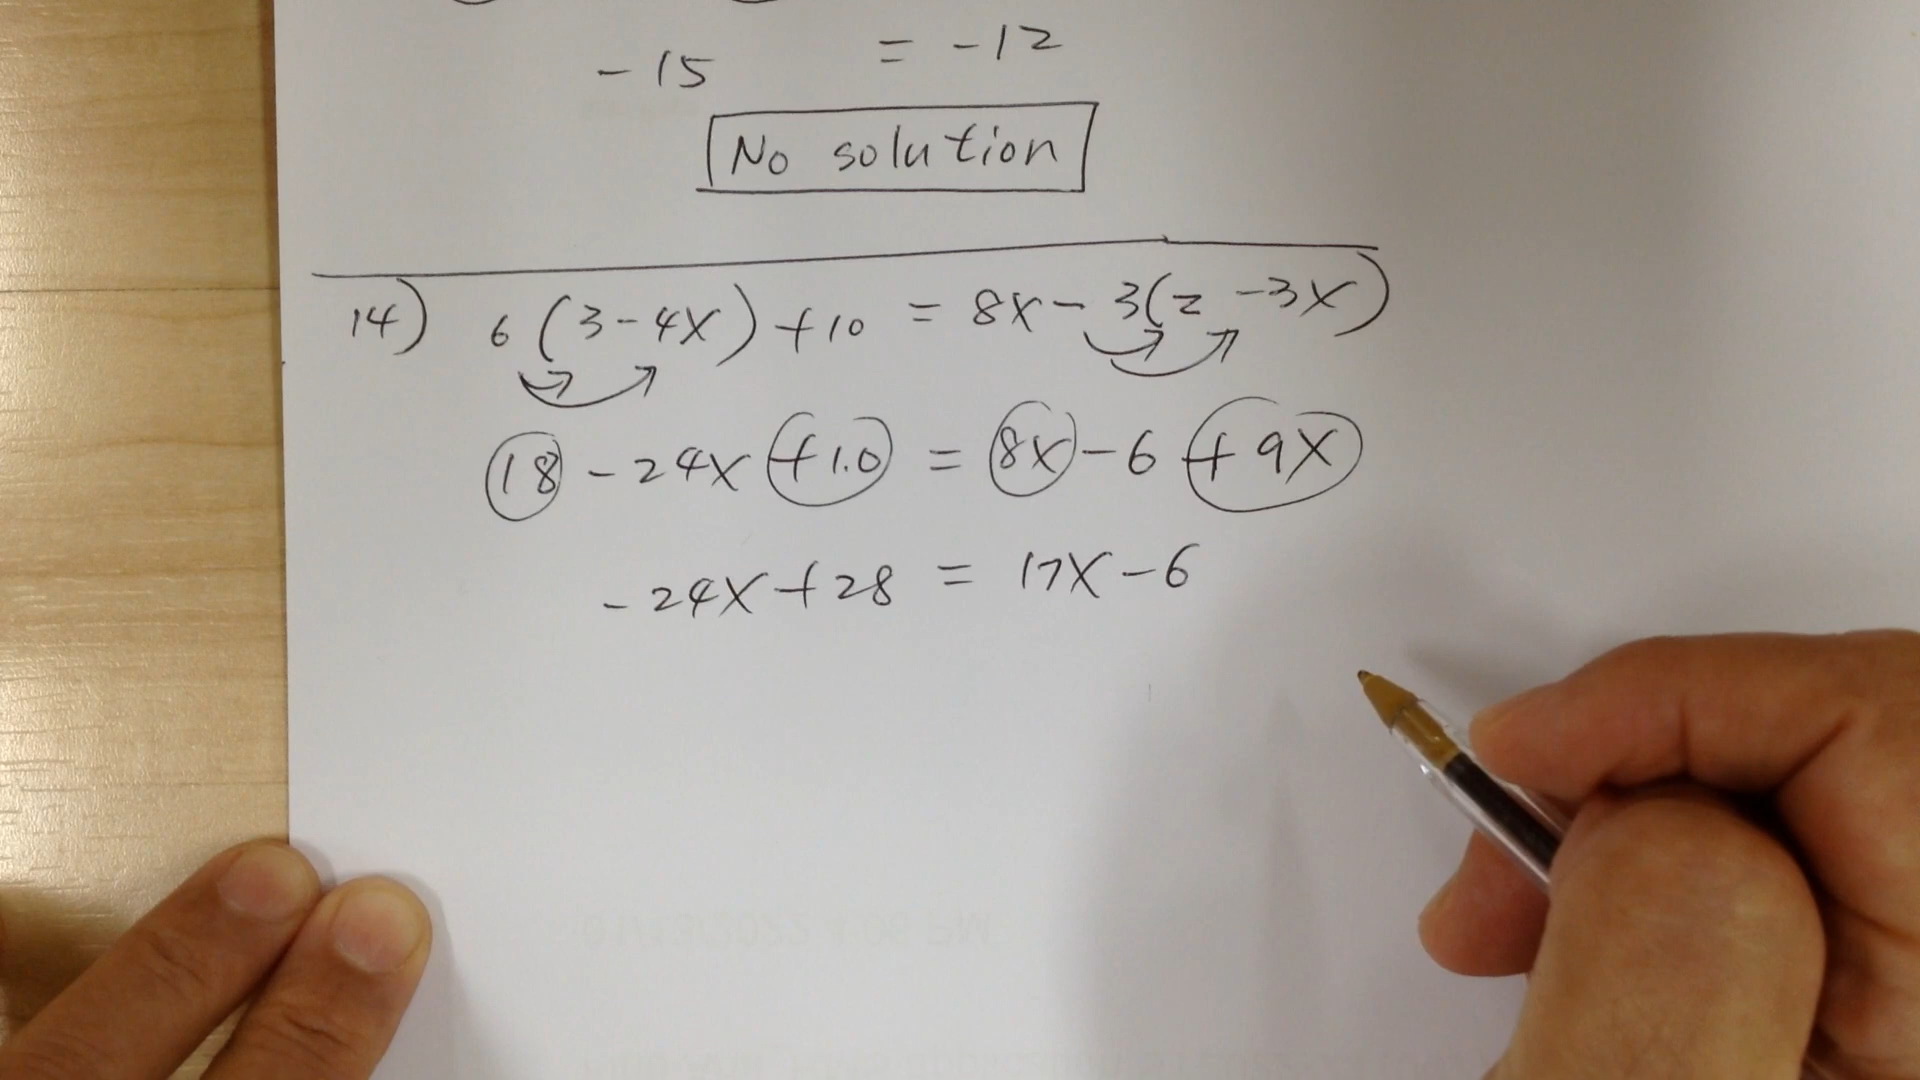 -15 = -12
No solution
14) 6(3-4x)+10 = 8x-3(2-3x)
18-24x+10 = 8x-6+9x
-24x+28 = 17x-6